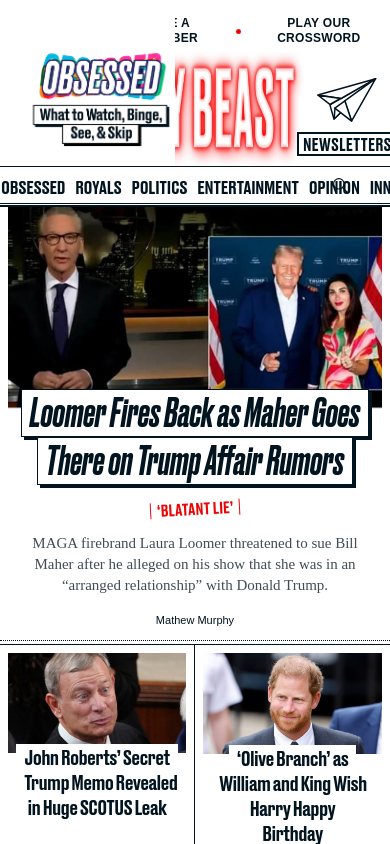 E A
BER
PLAY OUR
CROSSWORD
OBSESSED
What to Watch, Binge,
See, & Skip
Y BEAST
NEWSLETTERS
OBSESSED ROYALS POLITICS ENTERTAINMENT OPINION INN
TRUMP
TRUMP
TRUMP
Loomer Fires Back as Maher Goes
There on Trump Affair Rumors
‘BLATANT LIE’
MAGA firebrand Laura Loomer threatened to sue Bill
Maher after he alleged on his show that she was in an
“arranged relationship” with Donald Trump.
Mathew Murphy
John Roberts’ Secret
Trump Memo Revealed
in Huge SCOTUS Leak
‘Olive Branch’ as
William and King Wish
Harry Happy
Birthday